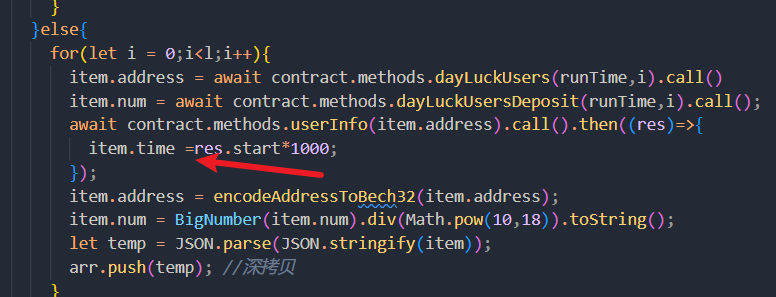 }
}else{
for(let i = 0;i<l;i++){
item.address = await contract.methods.dayLuckUsers(runTime,i).call()
item.num = await contract.methods.dayLuckUsersDeposit(runTime,i).call();
await contract.methods.userInfo(item.address).call().then((res)=>{
item.time =res.start*1000;
});
item.address = encodeAddressToBech32(item.address);
item.num = BigNumber(item.num).div(Math.pow(10,18)).toString();
let temp = JSON.parse(JSON.stringify(item));
arr.push(temp); //深拷贝
}